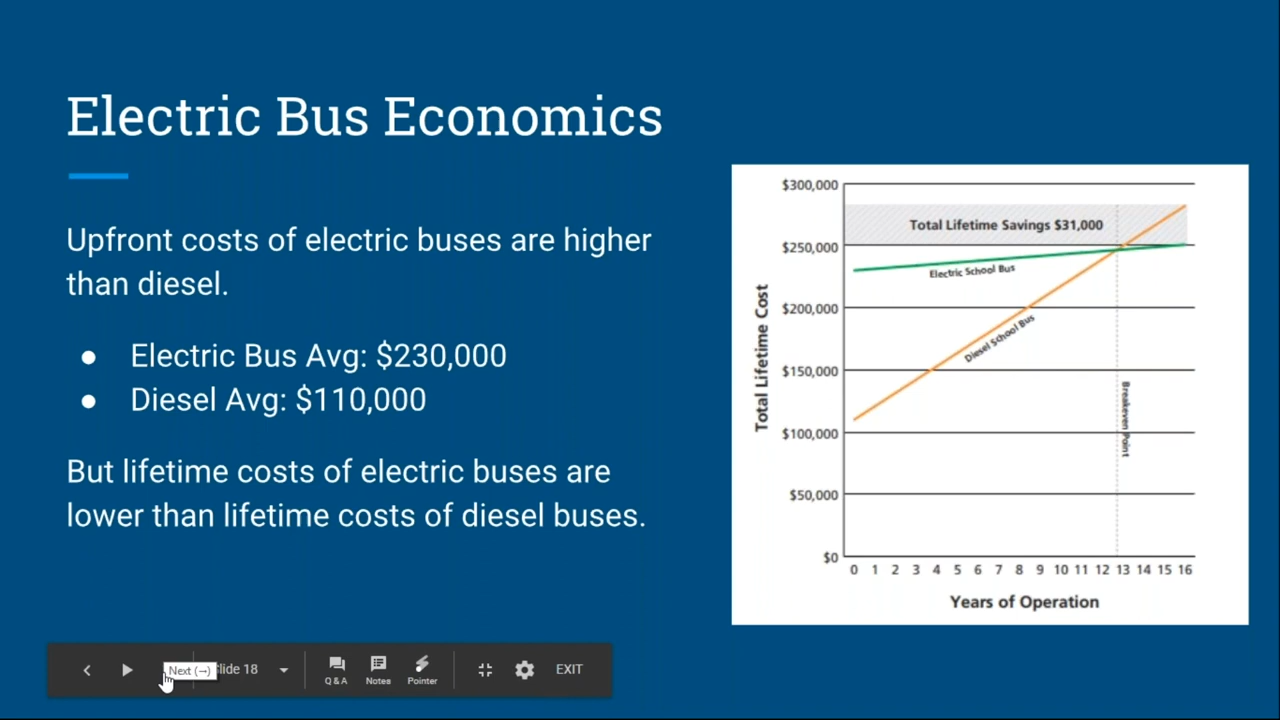 Electric Bus Economics
Upfront costs of electric buses are higher
than diesel.
● Electric Bus Avg: $230,000
● Diesel Avg: $110,000
But lifetime costs of electric buses are
lower than lifetime costs of diesel buses.
$300,000
Total Lifetime Savings $31,000
$250,000
Electric School Bus
$200,000
Diesel School Bus
$150,000
$100,000
$50,000
$0
Total Lifetime Cost
Breakeven Point
0 1 2 3 4 5 6 7 8 9 10 11 12 13 14 15 16
Years of Operation
Next (→)
lide 18
Q & A
Notes
Pointer
EXIT